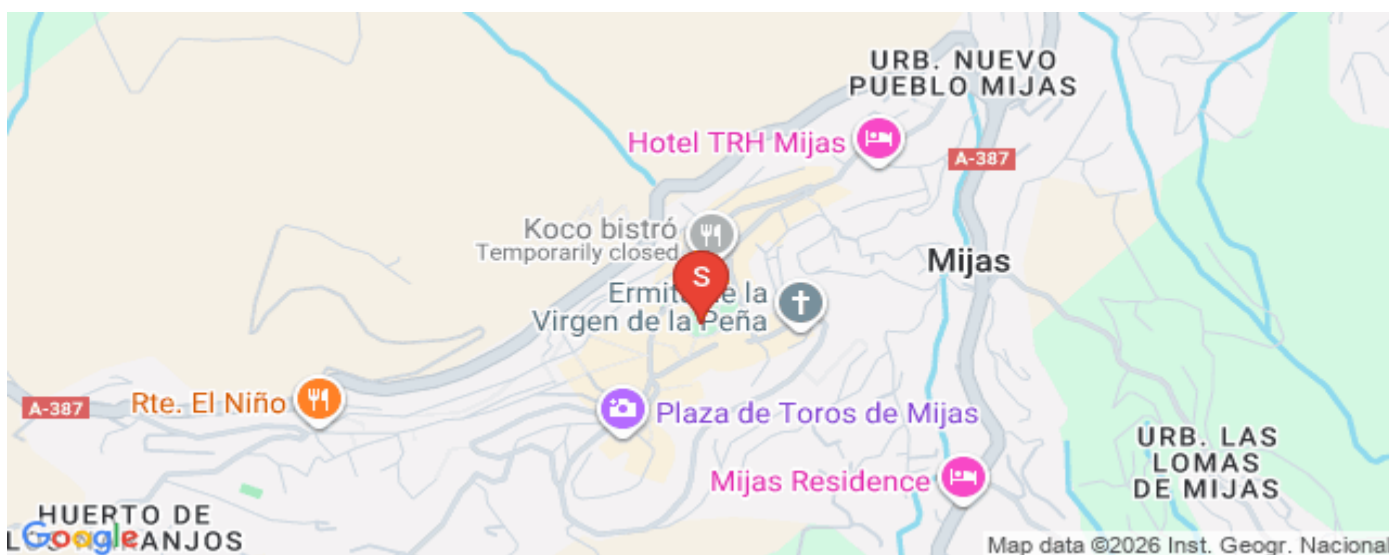 URB. NUEVO
PUEBLO MIJAS
Hotel TRH Mijas
A-387
Koco bistró
Temporarily closed
S
Mijas
Ermita de la
Virgen de la Peña
A-387
Rte. El Niño
Plaza de Toros de Mijas
URB. LAS
LOMAS
DE MIJAS
Mijas Residence
HUERTO DE
Google
Map data ©2026 Inst. Geogr. Nacional